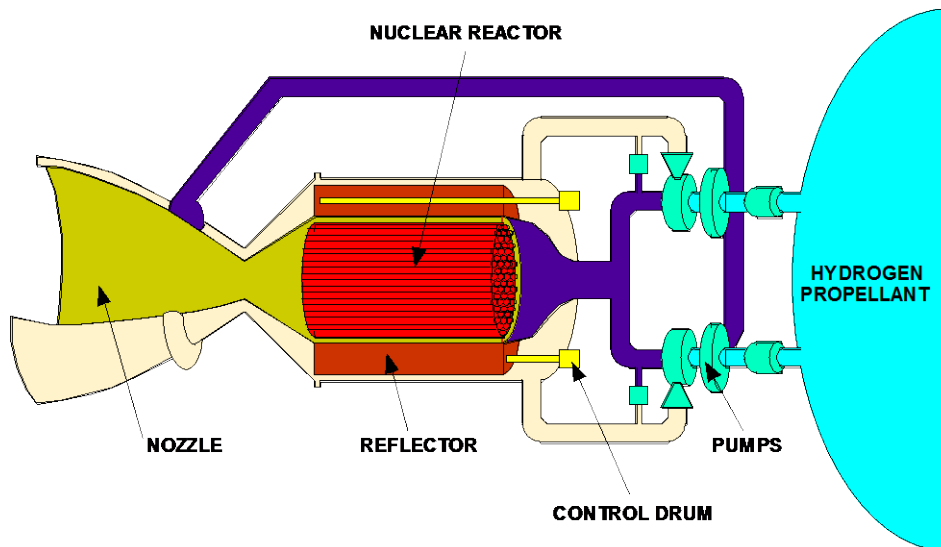 NUCLEAR REACTOR
HYDROGEN
PROPELLANT
NOZZLE
REFLECTOR
PUMPS
CONTROL DRUM